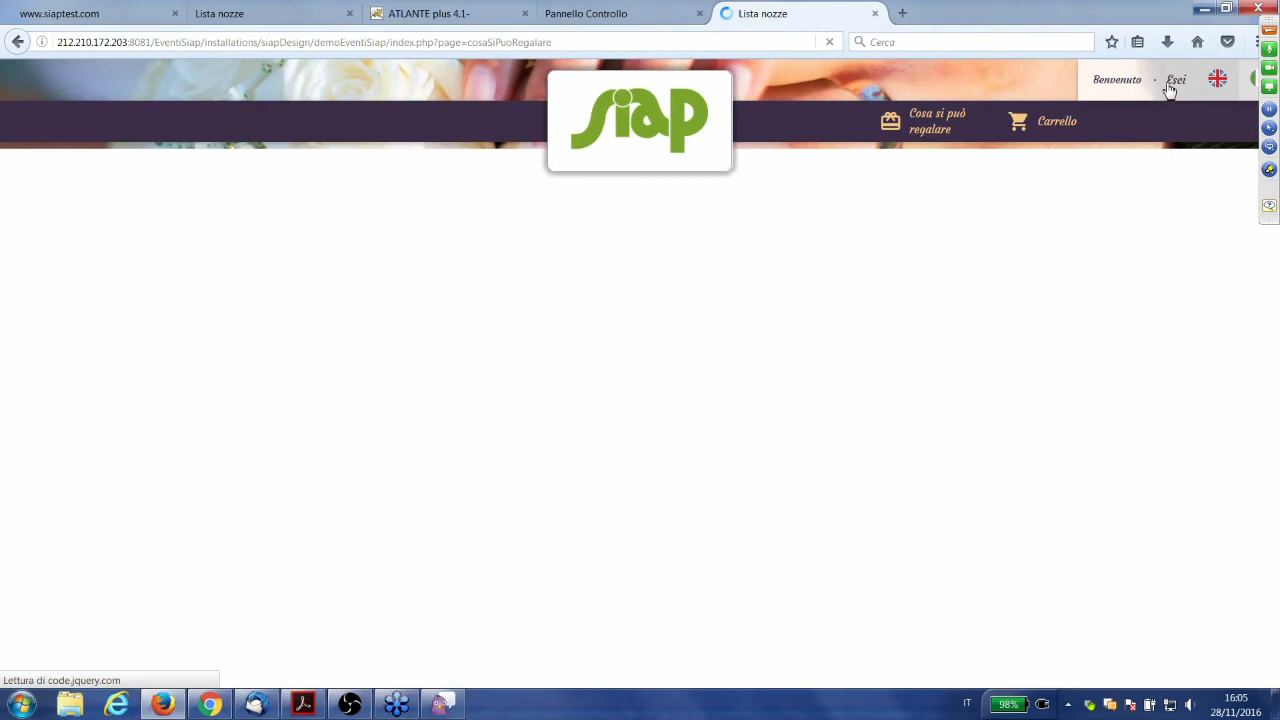 www.siaptest.com
Lista nozze
ATLANTE plus 4.1-
Pannello Controllo
Lista nozze
212.210.172.203:8081/EventiSiap/installations/siapDesign/demoEventiSiap/index.php?page=cosaSiPuoRegalare
Cerca
Benvenuto · Esci
siap
Cosa si può
regalare
Carrello
Lettura di code.jquery.com
IT
98%
16:05
28/11/2016